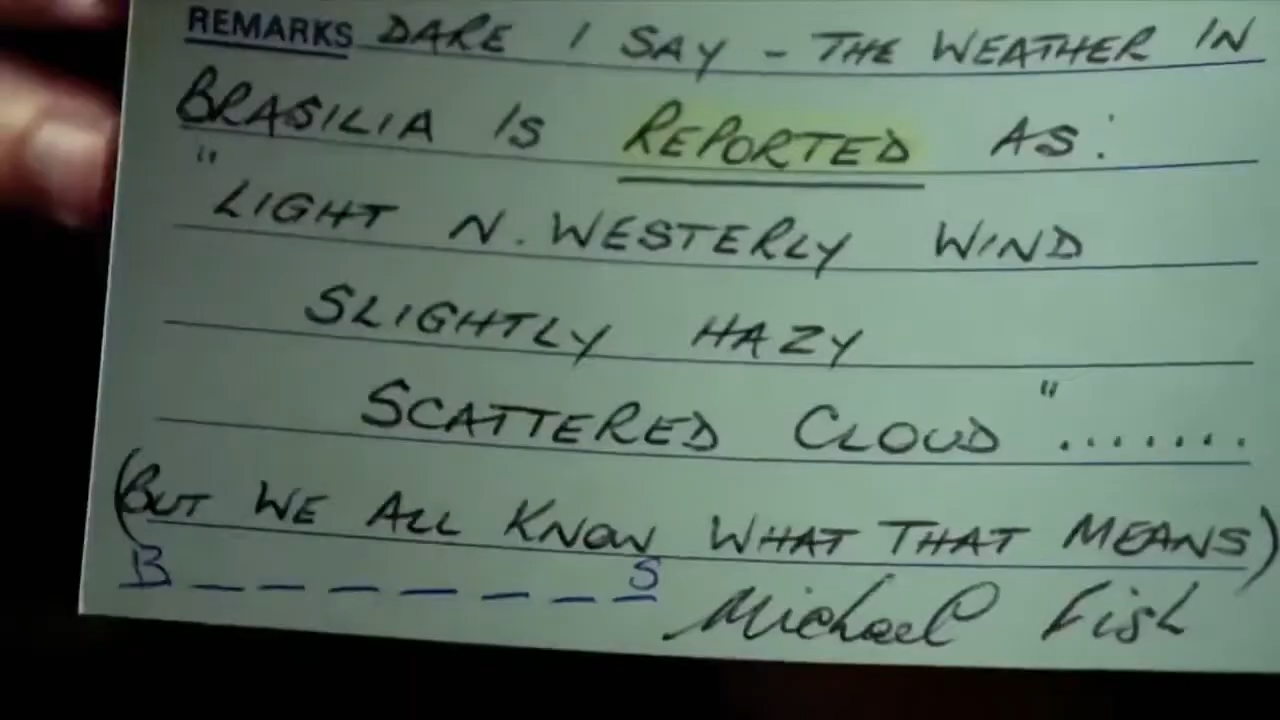 REMARKS DARE I SAY - THE WEATHER IN
BRASILIA IS REPORTED AS:
"LIGHT N. WESTERLY WIND
SLIGHTLY HAZY
SCATTERED CLOUD".......
(BUT WE ALL KNOW WHAT THAT MEANS)
B _ _ _ _ _ _ S Michael Fish